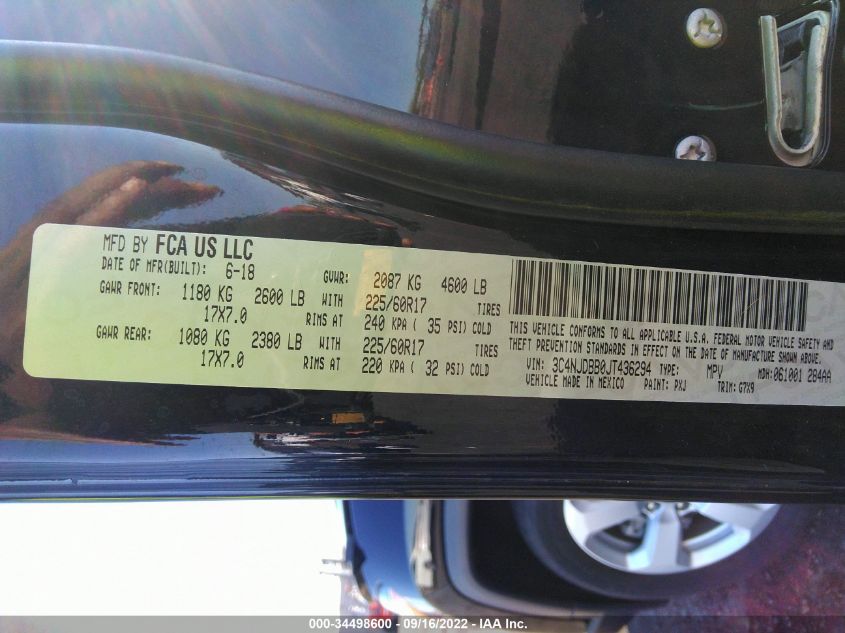 MFD BY FCA US LLC
DATE OF MFR(BUILT): 6-18 GVWR: 2087 KG 4600 LB
GAWR FRONT: 1180 KG 2600 LB WITH 225/60R17 TIRES
17X7.0 RIMS AT 240 KPA ( 35 PSI) COLD
GAWR REAR: 1080 KG 2380 LB WITH 225/60R17 TIRES
17X7.0 RIMS AT 220 KPA ( 32 PSI) COLD
THIS VEHICLE CONFORMS TO ALL APPLICABLE U.S.A. FEDERAL MOTOR VEHICLE SAFETY AND
THEFT PREVENTION STANDARDS IN EFFECT ON THE DATE OF MANUFACTURE SHOWN ABOVE.
VIN: 3C4NJDBB0JT436294 TYPE: MPV MDH: 061001 284AA
VEHICLE MADE IN MEXICO PAINT: PXJ TRIM: G7X9
000-34498600 - 09/16/2022 - IAA Inc.